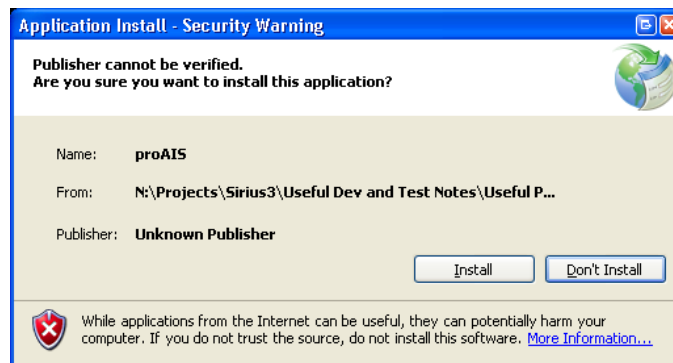 Application Install - Security Warning
Publisher cannot be verified.
Are you sure you want to install this application?
Name: proAIS
From: N:\Projects\Sirius3\Useful Dev and Test Notes\Useful P...
Publisher: Unknown Publisher
Install Don't Install
While applications from the Internet can be useful, they can potentially harm your
computer. If you do not trust the source, do not install this software. More Information...